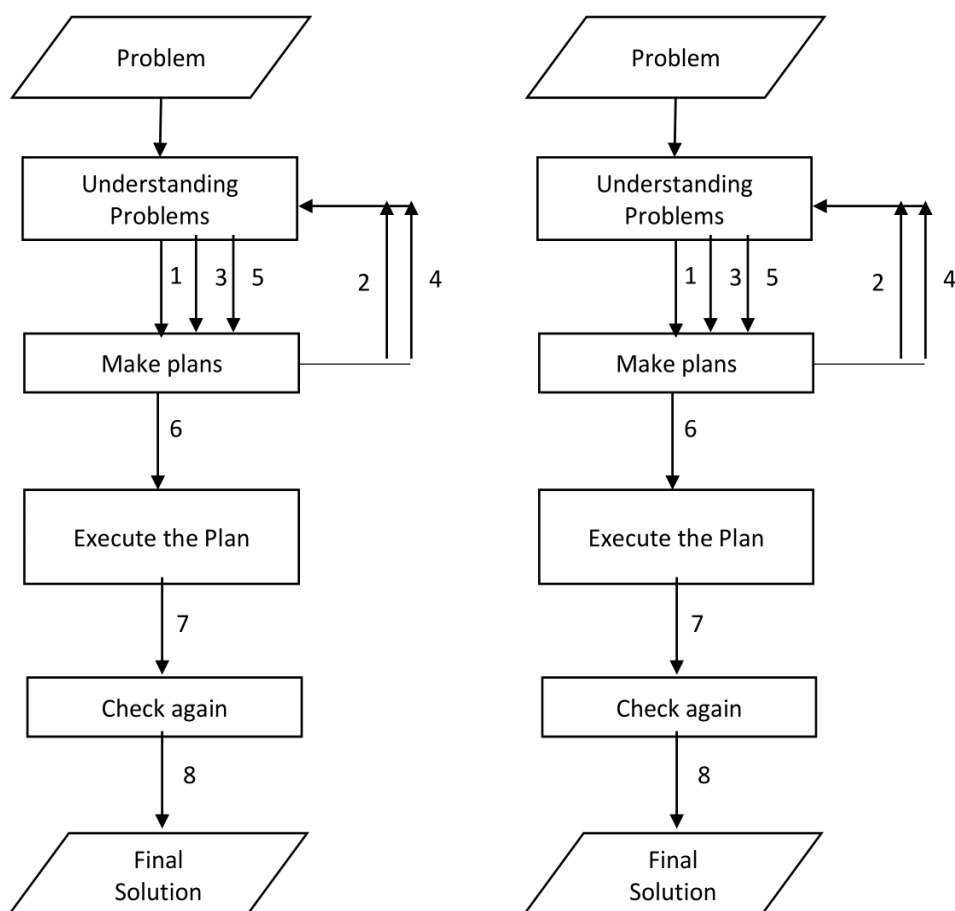 Problem
Understanding
Problems
1
3
5
2
4
Make plans
6
Execute the Plan
7
Check again
8
Final
Solution
Problem
Understanding
Problems
1
3
5
2
4
Make plans
6
Execute the Plan
7
Check again
8
Final
Solution